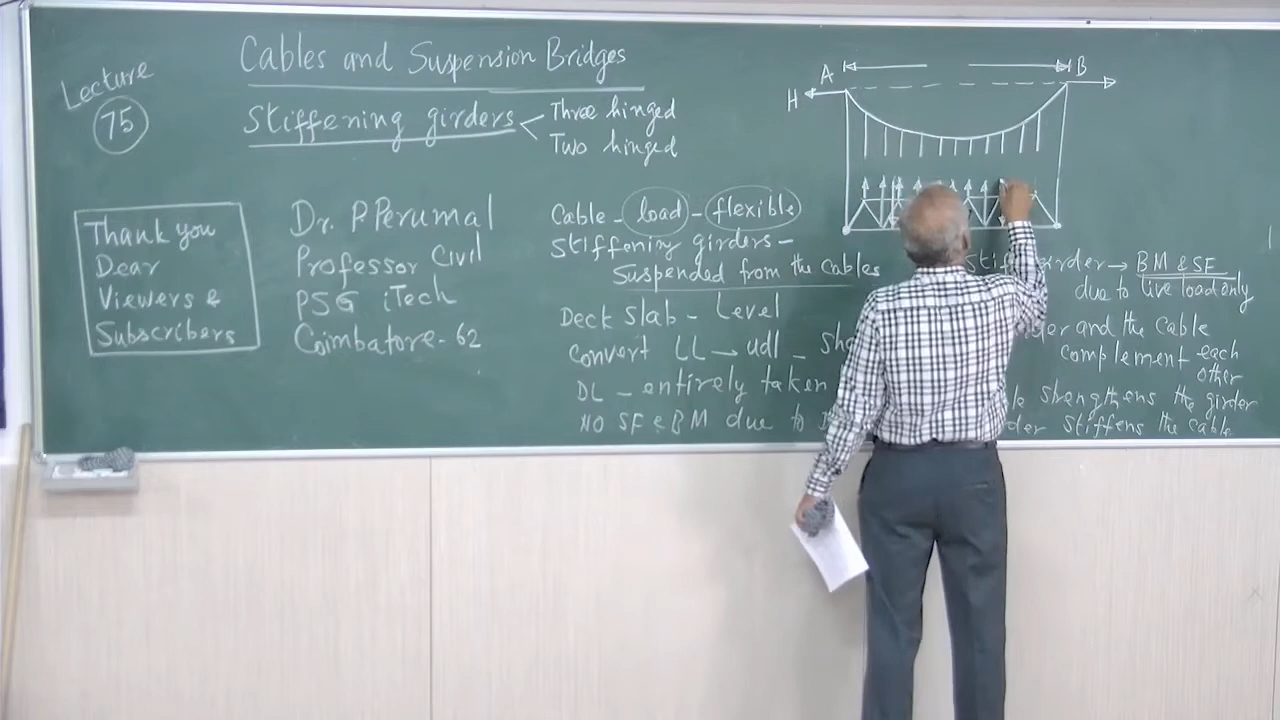 Lecture
75
Cables and Suspension Bridges
Stiffening girders
Three hinged
Two hinged
Thank you
Dear
Viewers &
Subscribers
Dr. P Perumal
Professor Civil
PSG iTech
Coimbatore-62
Cable - load - flexible
Stiffening girders -
Suspended from the cables
Deck slab - Level
Convert LL → udl -
DL - entirely taken
NO SF & BM due to
A
B
H
girder → BM & SF
due to live load only
and the cable
complement each
other
strengthens the girder
stiffens the cable